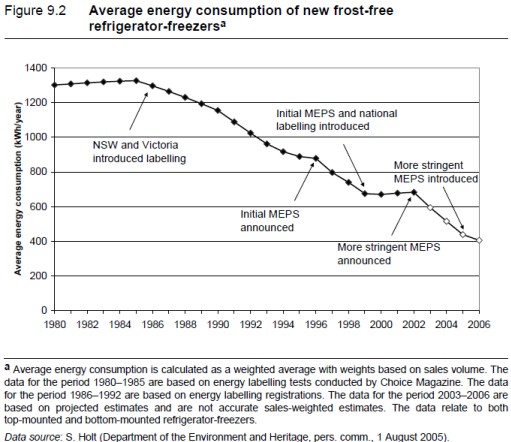 Figure 9.2 Average energy consumption of new frost-free
refrigerator-freezersa
1400
1200
1000
800
600
400
200
0
Average energy consumption (kWh/year)
NSW and Victoria
introduced labelling
Initial MEPS and national
labelling introduced
More stringent
MEPS introduced
Initial MEPS
announced
More stringent MEPS
announced
1980 1982 1984 1986 1988 1990 1992 1994 1996 1998 2000 2002 2004 2006
a Average energy consumption is calculated as a weighted average with weights based on sales volume. The
data for the period 1980–1985 are based on energy labelling tests conducted by Choice Magazine. The data
for the period 1986–1992 are based on energy labelling registrations. The data for the period 2003–2006 are
based on projected estimates and are not accurate sales-weighted estimates. The data relate to both
top-mounted and bottom-mounted refrigerator-freezers.
Data source: S. Holt (Department of the Environment and Heritage, pers. comm., 1 August 2005).